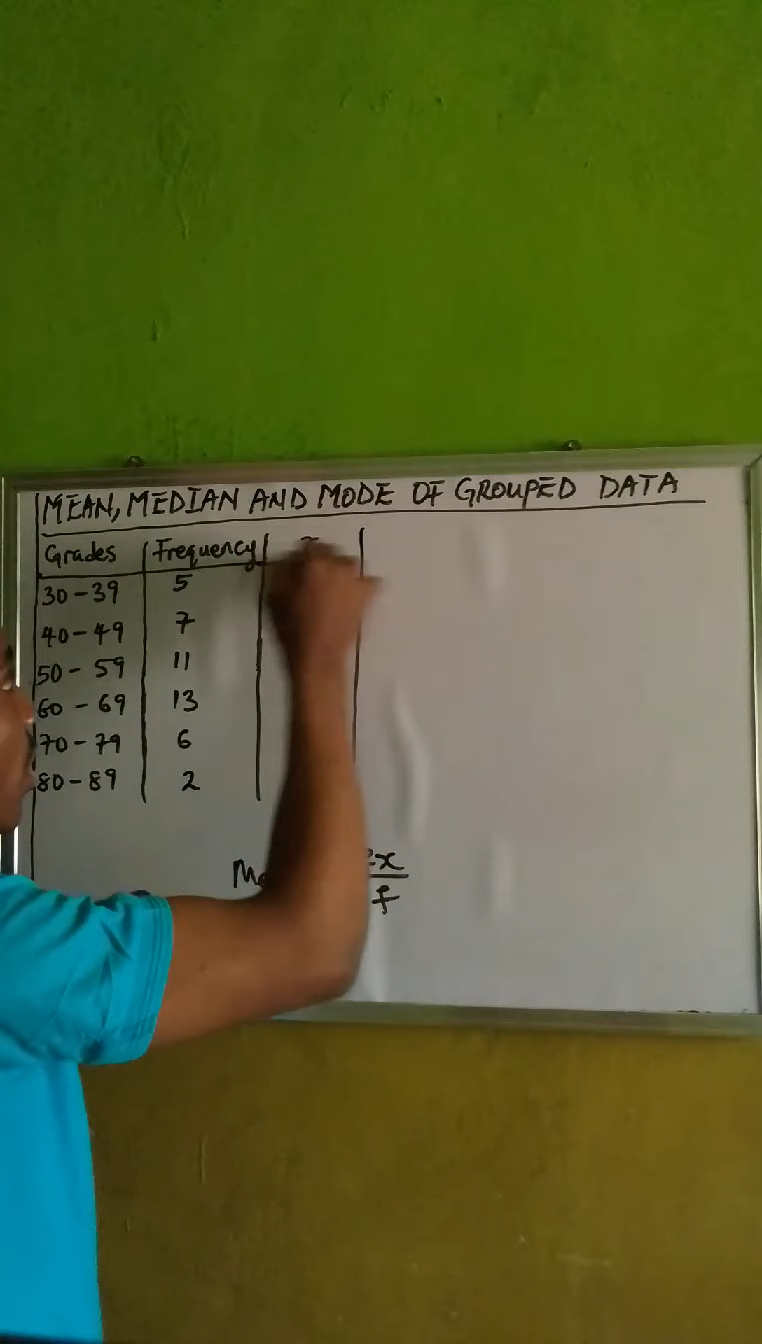 MEAN, MEDIAN AND MODE OF GROUPED DATA
Grades Frequency
30-39 5
40-49 7
50-59 11
60-69 13
70-79 6
80-89 2
x
f